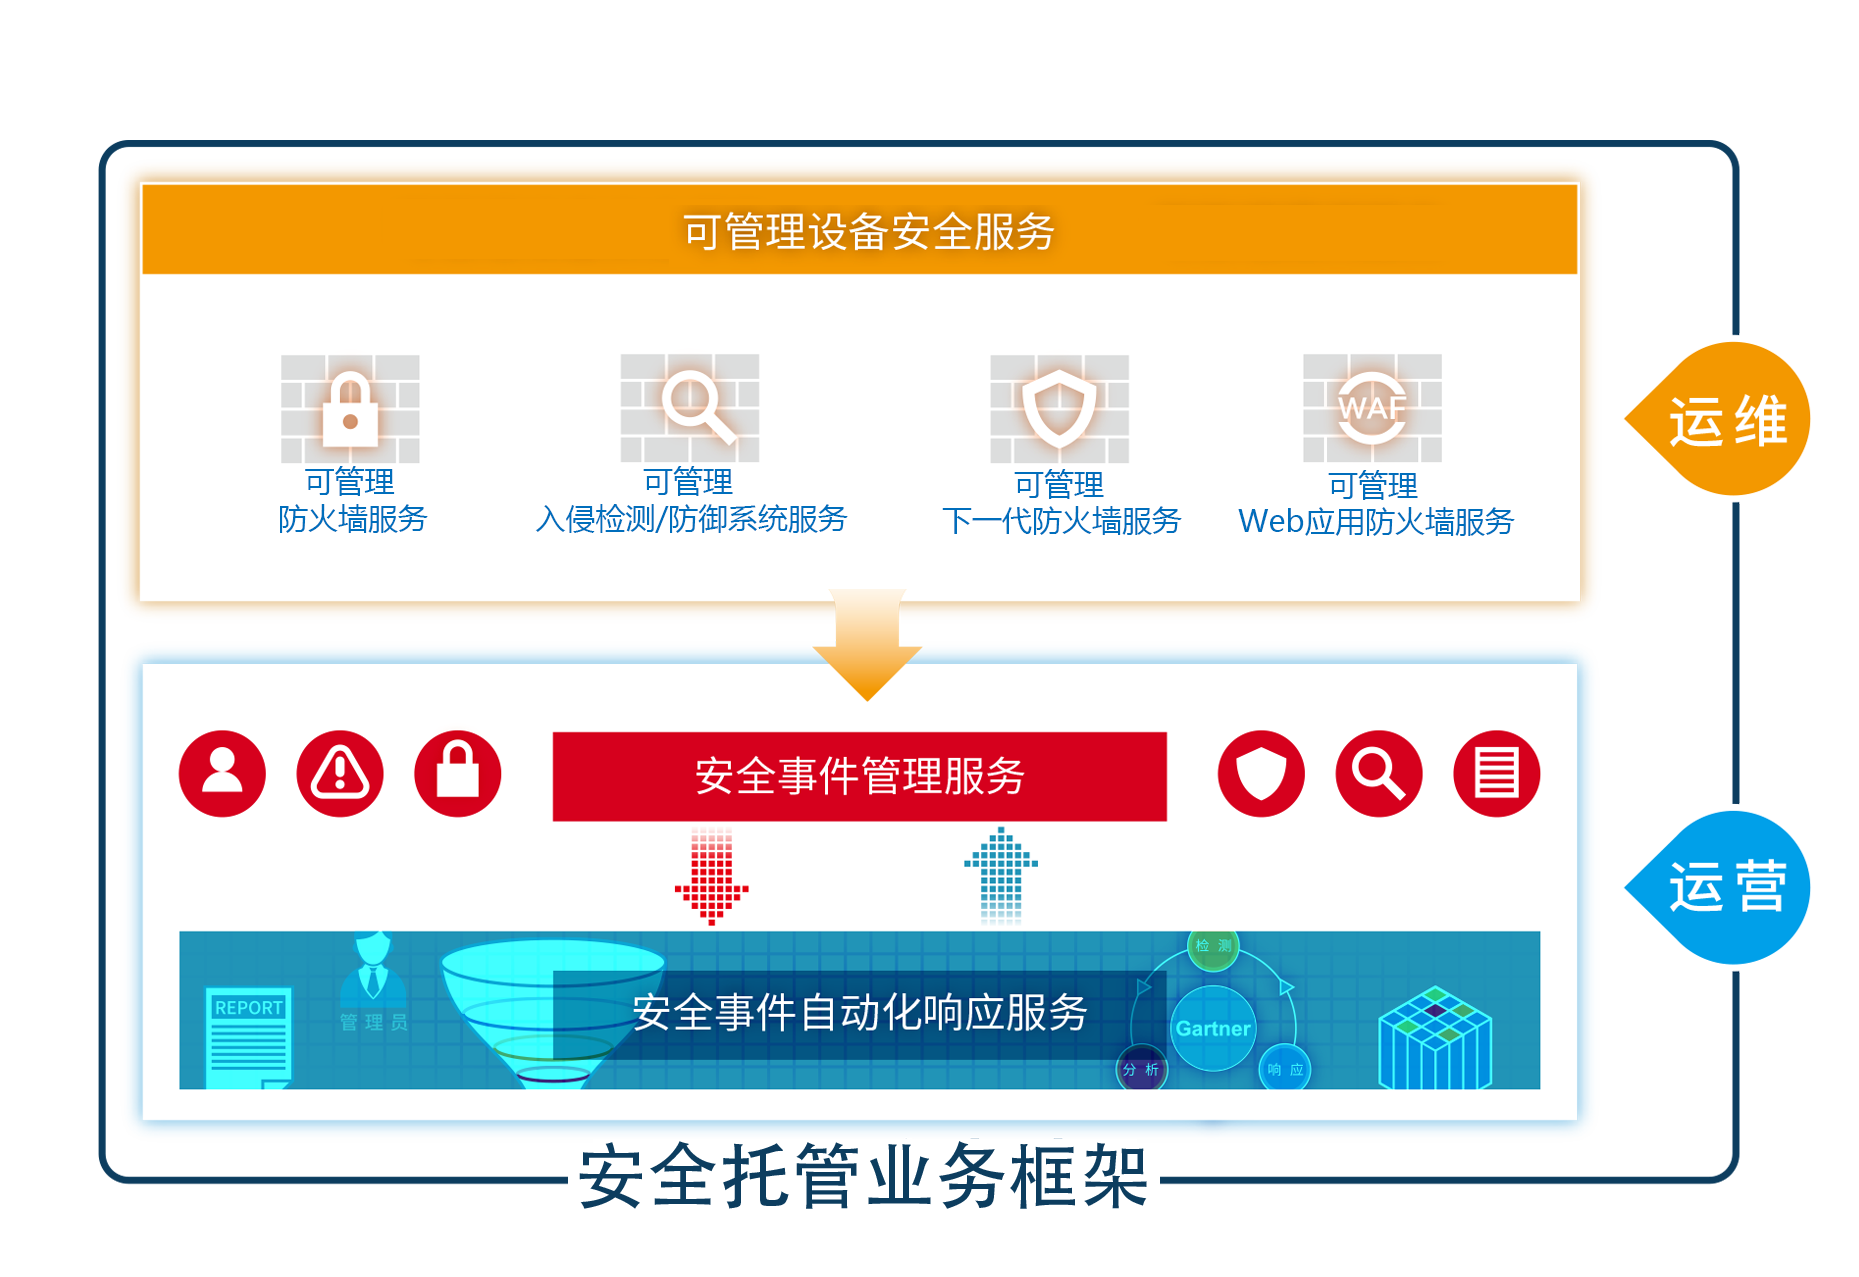 可管理设备安全服务
可管理
防火墙服务
可管理
入侵检测/防御系统服务
可管理
下一代防火墙服务
WAF
可管理
Web应用防火墙服务
运维
安全事件管理服务
运营
REPORT
管理员
安全事件自动化响应服务
检测
Gartner
分析
响应
安全托管业务框架